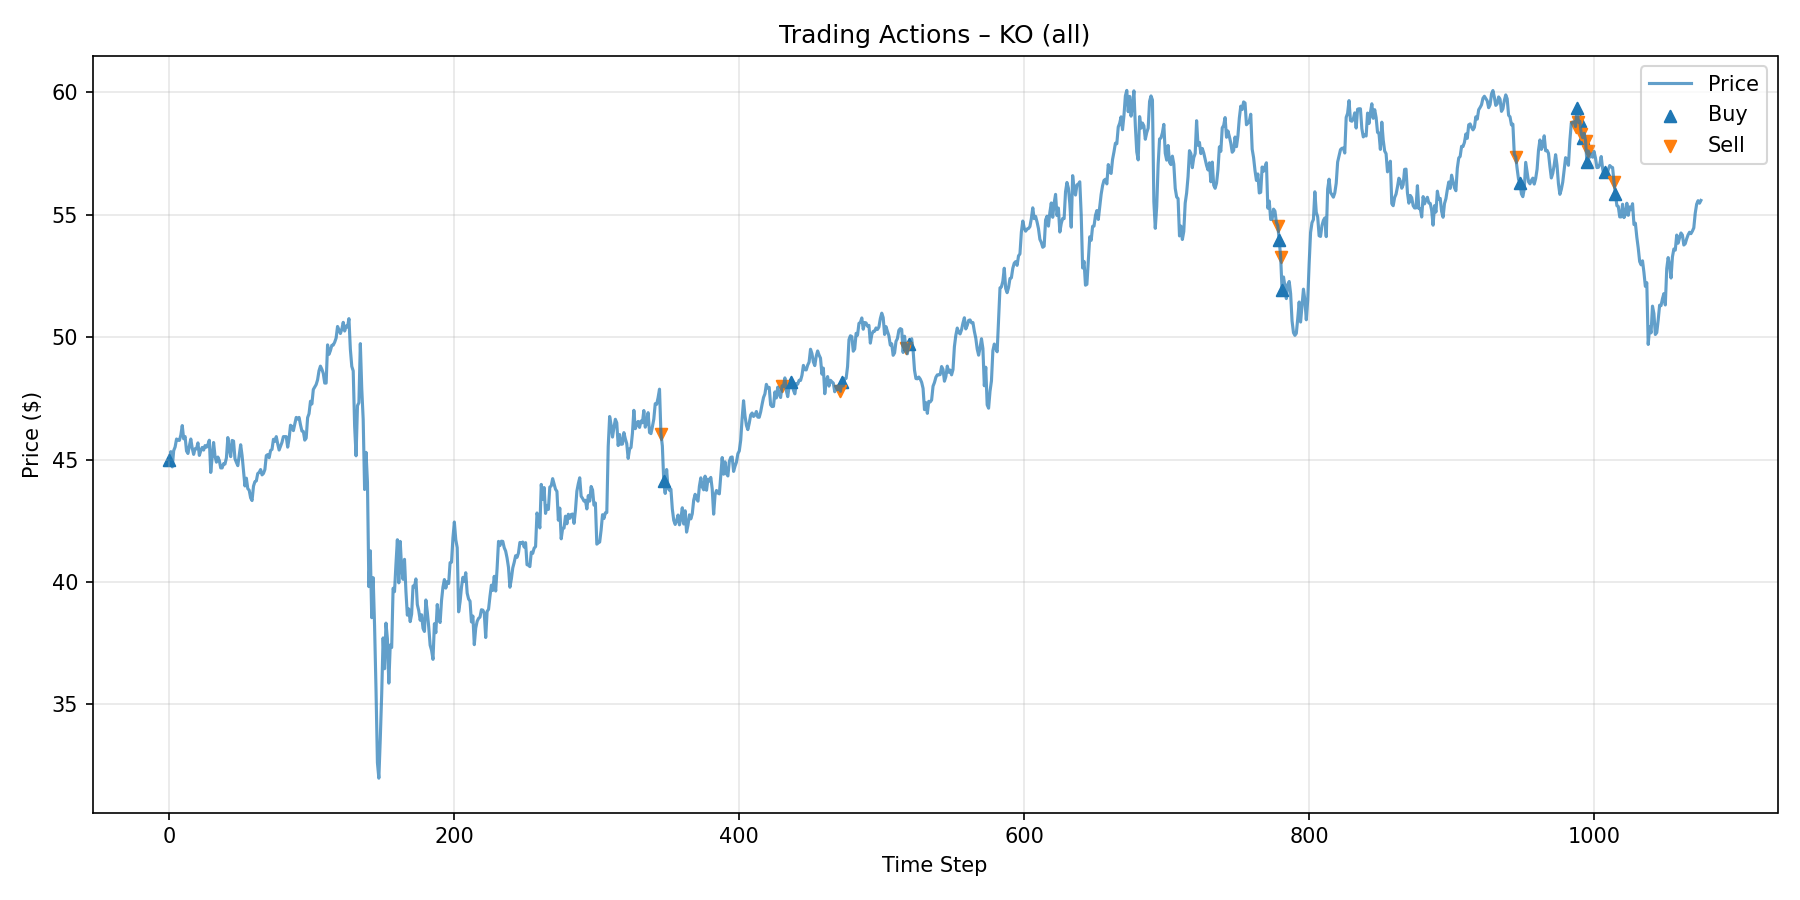 Trading Actions – KO (all)
Price ($)
60
55
50
45
40
35
Price
Buy
Sell
0
200
400
600
800
1000
Time Step